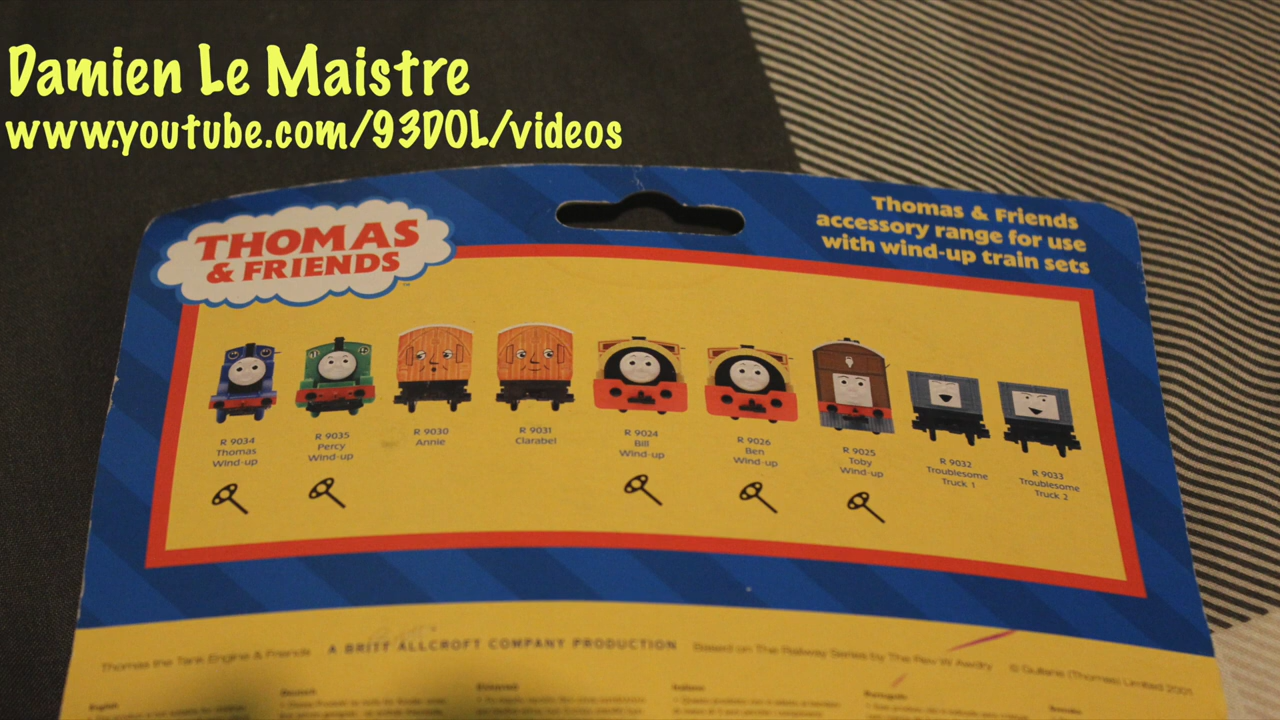 Damien Le Maistre
www.youtube.com/93DOL/videos
THOMAS
& FRIENDS
Thomas & Friends
accessory range for use
with wind-up train sets
R 9034
Thomas
Wind-up
R 9035
Percy
Wind-up
R 9030
Annie
R 9031
Clarabel
R 9024
Bill
Wind-up
R 9026
Ben
Wind-up
R 9025
Toby
Wind-up
R 9032
Troublesome
Truck 1
R 9033
Troublesome
Truck 2
Thomas the Tank Engine & Friends A BRITT ALLCROFT COMPANY PRODUCTION Based on The Railway Series by The Rev W Awdry © Gullane (Thomas) Limited 2001
English
Deutsch
Italiano